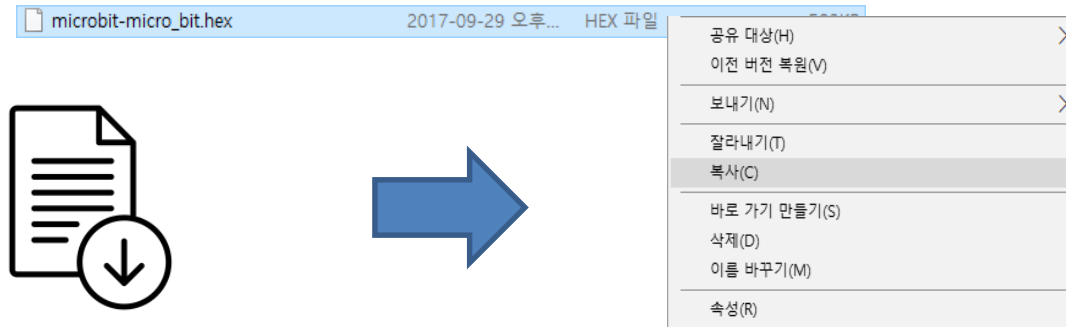 microbit-micro_bit.hex 2017-09-29 오후... HEX 파일
공유 대상(H)
이전 버전 복원(V)
보내기(N)
잘라내기(T)
복사(C)
바로 가기 만들기(S)
삭제(D)
이름 바꾸기(M)
속성(R)